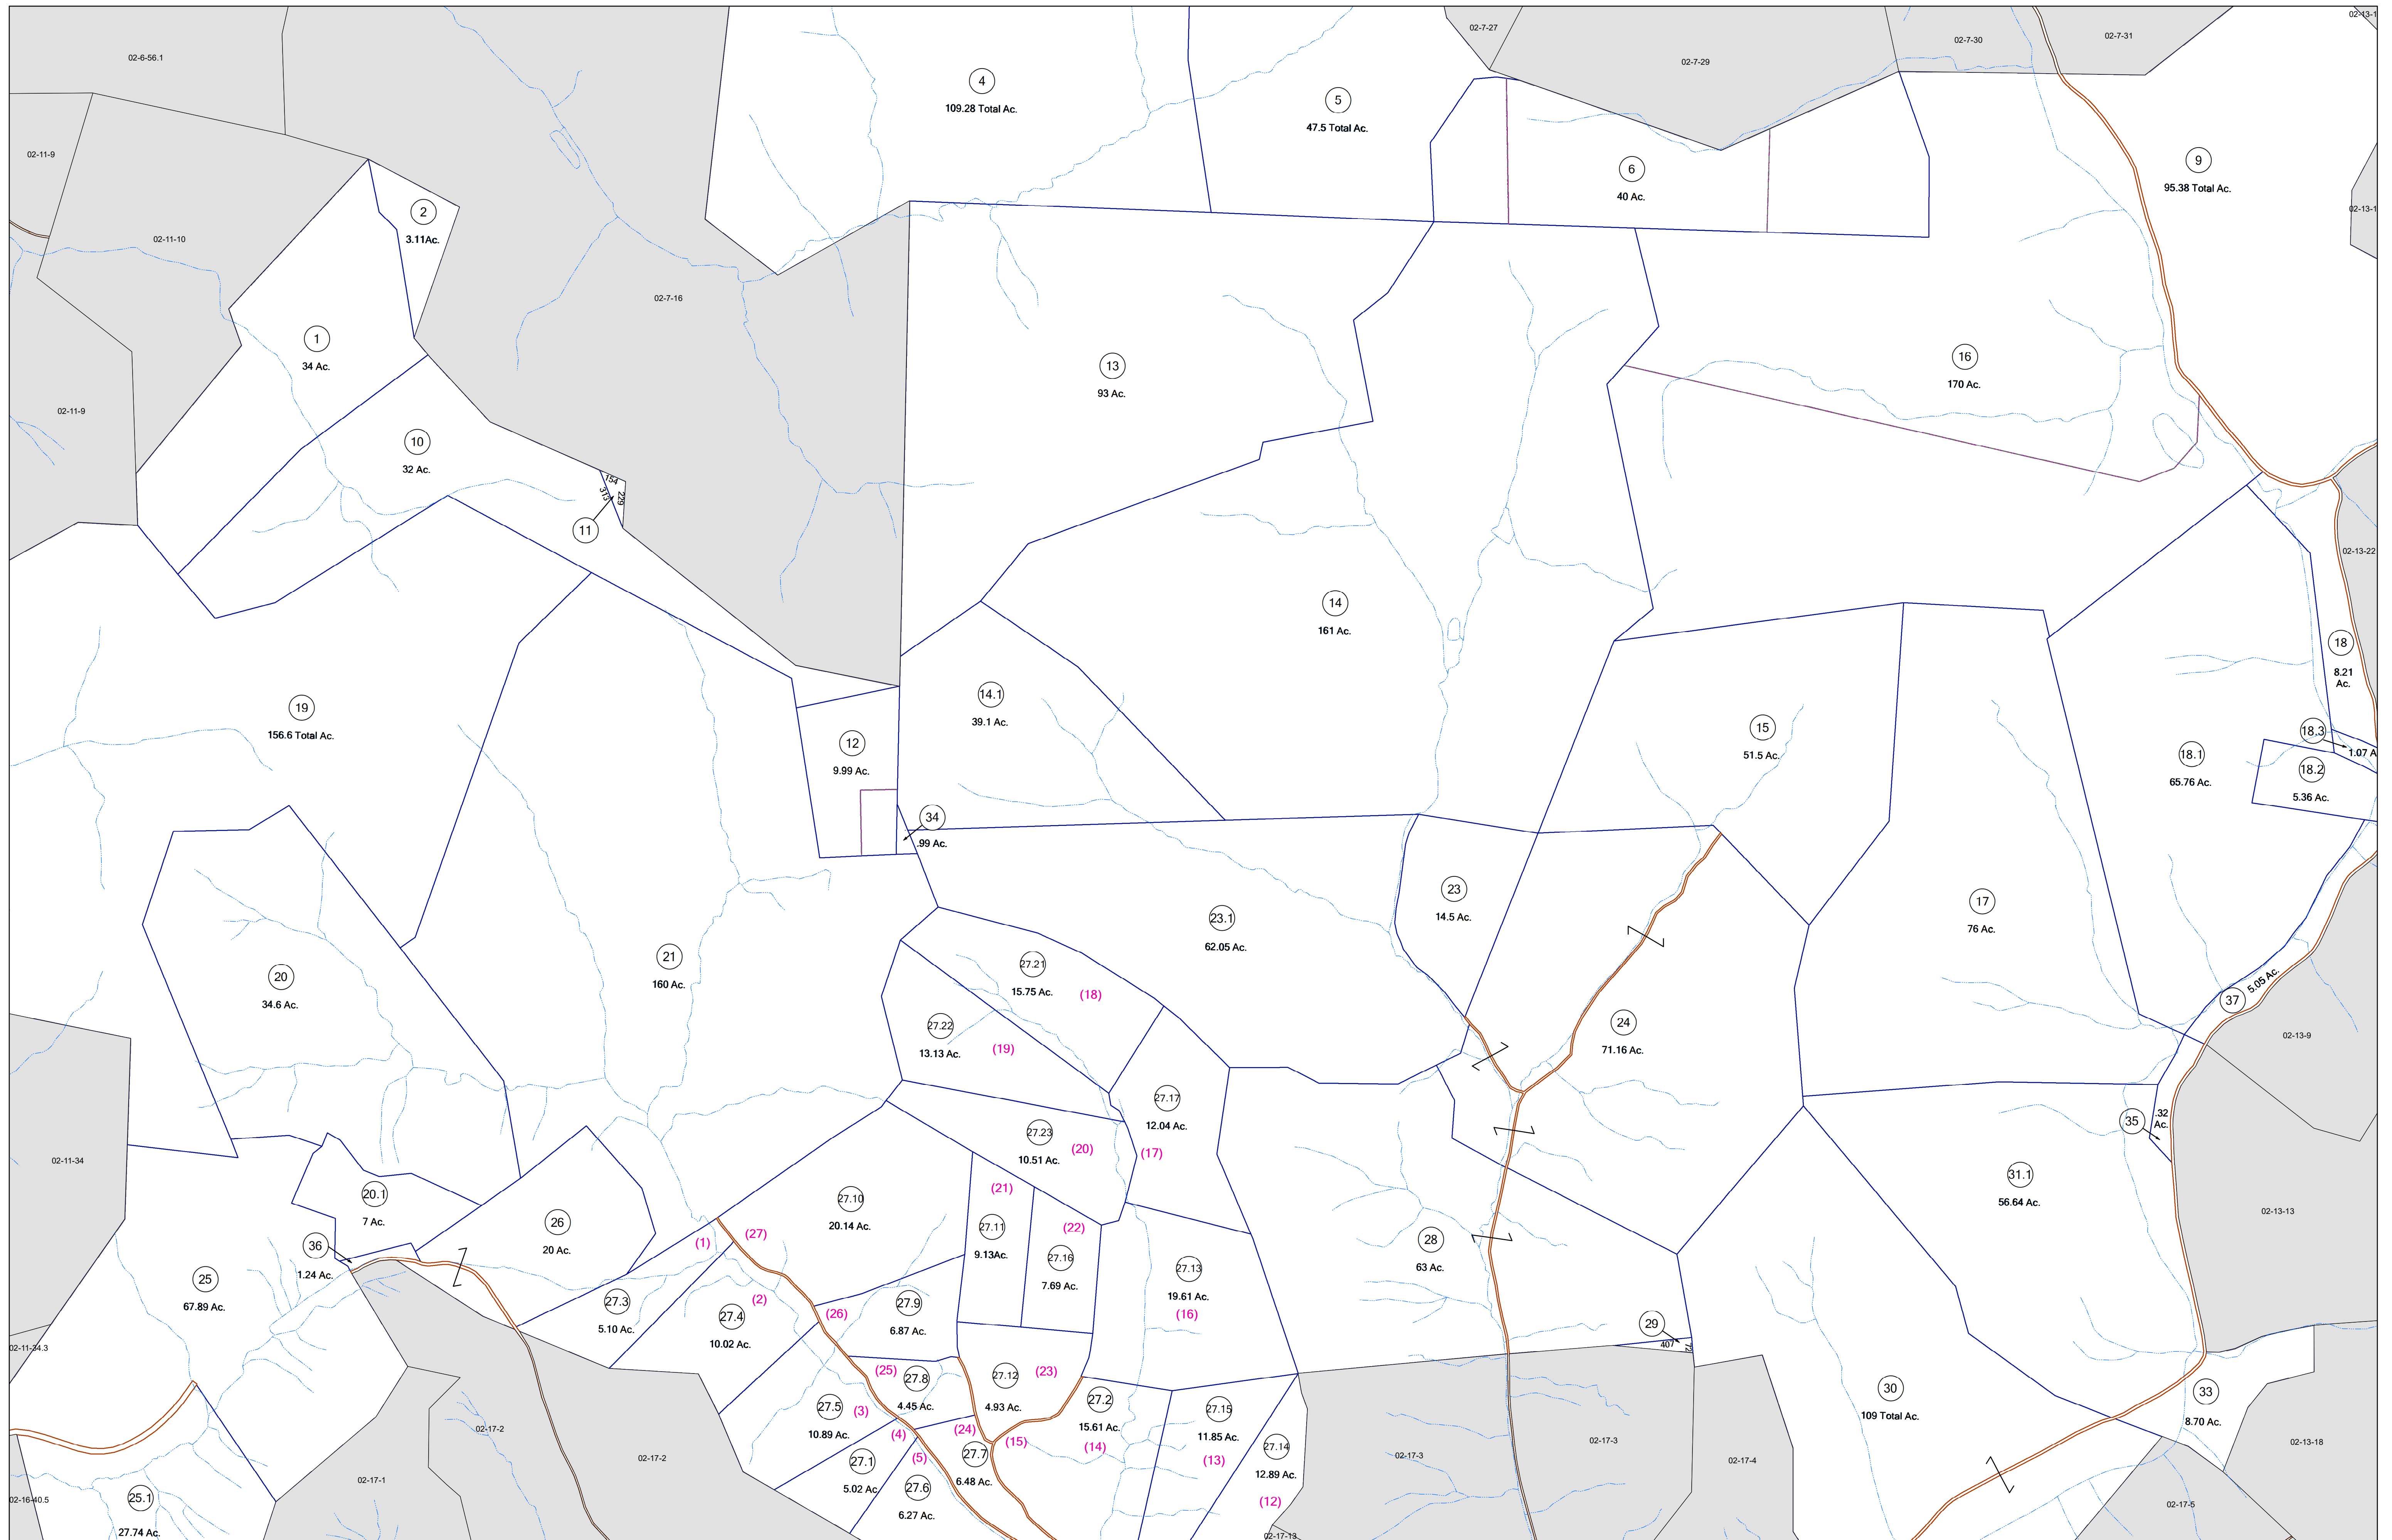 02-6-56.1
02-7-27
02-7-29
02-7-30
02-7-31
02-13-1
4
109.28 Total Ac.
5
47.5 Total Ac.
6
40 Ac.
9
95.38 Total Ac.
02-13-1
02-11-9
2
3.11Ac.
02-11-10
02-7-16
1
34 Ac.
13
93 Ac.
16
170 Ac.
02-11-9
10
32 Ac.
154
313
229
11
02-13-22
14
161 Ac.
18
8.21
Ac.
19
156.6 Total Ac.
14.1
39.1 Ac.
12
9.99 Ac.
15
51.5 Ac.
18.3
1.07 A
18.1
65.76 Ac.
18.2
5.36 Ac.
34
.99 Ac.
23
14.5 Ac.
23.1
62.05 Ac.
17
76 Ac.
20
34.6 Ac.
21
160 Ac.
27.21
15.75 Ac.
(18)
37
5.05 Ac.
27.22
13.13 Ac.
(19)
24
71.16 Ac.
02-13-9
27.17
12.04 Ac.
(17)
35
.32
Ac.
02-11-34
27.23
10.51 Ac.
(20)
31.1
56.64 Ac.
20.1
7 Ac.
(21)
27.10
20.14 Ac.
27.11
9.13Ac.
(22)
27.16
7.69 Ac.
26
20 Ac.
(1)
(27)
36
1.24 Ac.
28
63 Ac.
02-13-13
25
67.89 Ac.
27.13
19.61 Ac.
(16)
27.3
5.10 Ac.
(2)
27.4
10.02 Ac.
(26)
27.9
6.87 Ac.
29
407
72
02-11-34.3
(25)
27.8
4.45 Ac.
27.12
4.93 Ac.
(23)
27.5
10.89 Ac.
(3)
27.2
15.61 Ac.
(14)
27.15
11.85 Ac.
(13)
30
109 Total Ac.
33
8.70 Ac.
02-17-2
02-17-2
(4)
(24)
(15)
(5)
27.1
5.02 Ac.
27.7
6.48 Ac.
27.6
6.27 Ac.
27.14
12.89 Ac.
(12)
02-17-3
02-17-3
02-17-4
02-13-18
02-17-1
02-16-40.5
25.1
27.74 Ac.
02-17-5
02-17-13